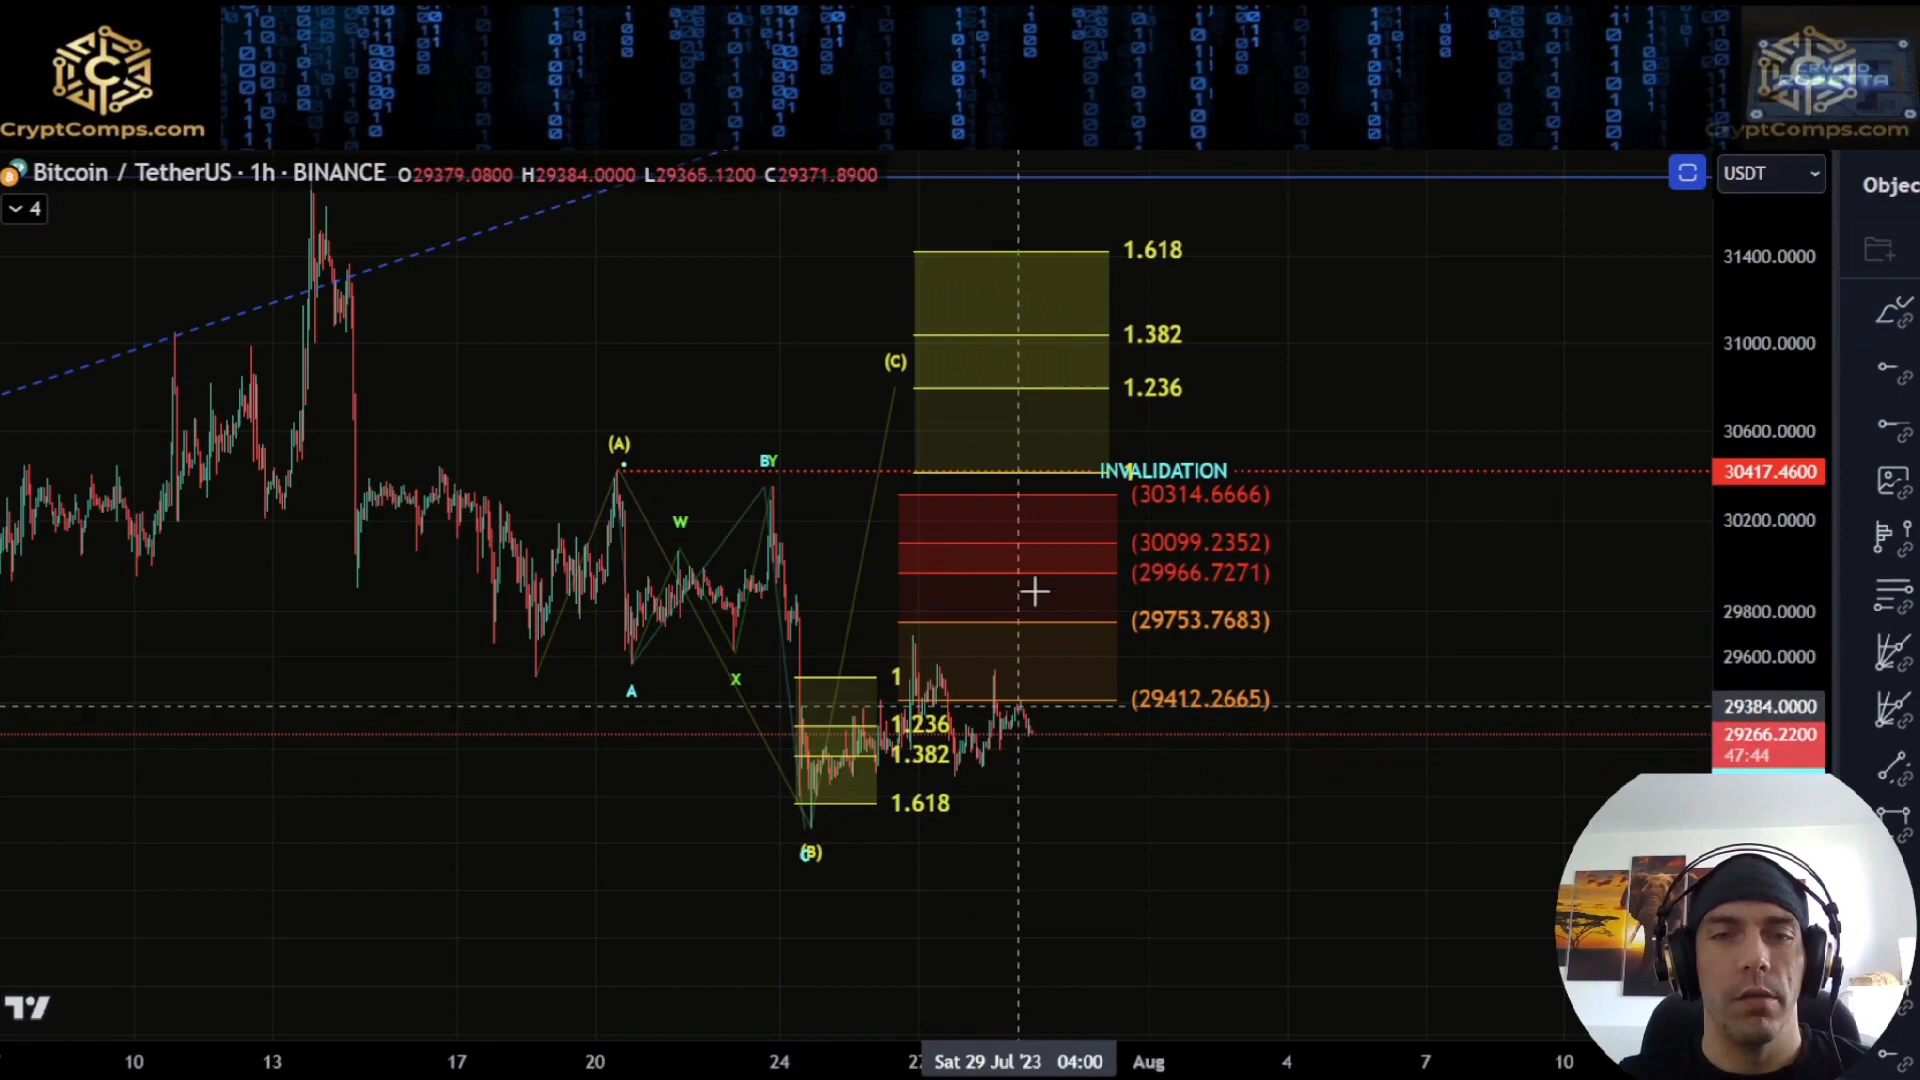 CryptComps.com
CRYPTO
yptComps.com
Bitcoin / TetherUS · 1h · BINANCE O29379.0800 H29384.0000 L29365.1200 C29371.8900
USDT
Objec
4
1.618
31400.0000
1.382
31000.0000
(C)
1.236
30600.0000
(A)
BY
INVALIDATION
30417.4600
(30314.6666)
W
30200.0000
(30099.2352)
(29966.7271)
29800.0000
(29753.7683)
29600.0000
X
1
A
(29412.2665)
29384.0000
1.236
29266.2200
1.382
47:44
1.618
(B)
10 13 17 20 24 Sat 29 Jul '23 04:00 Aug 4 7 10